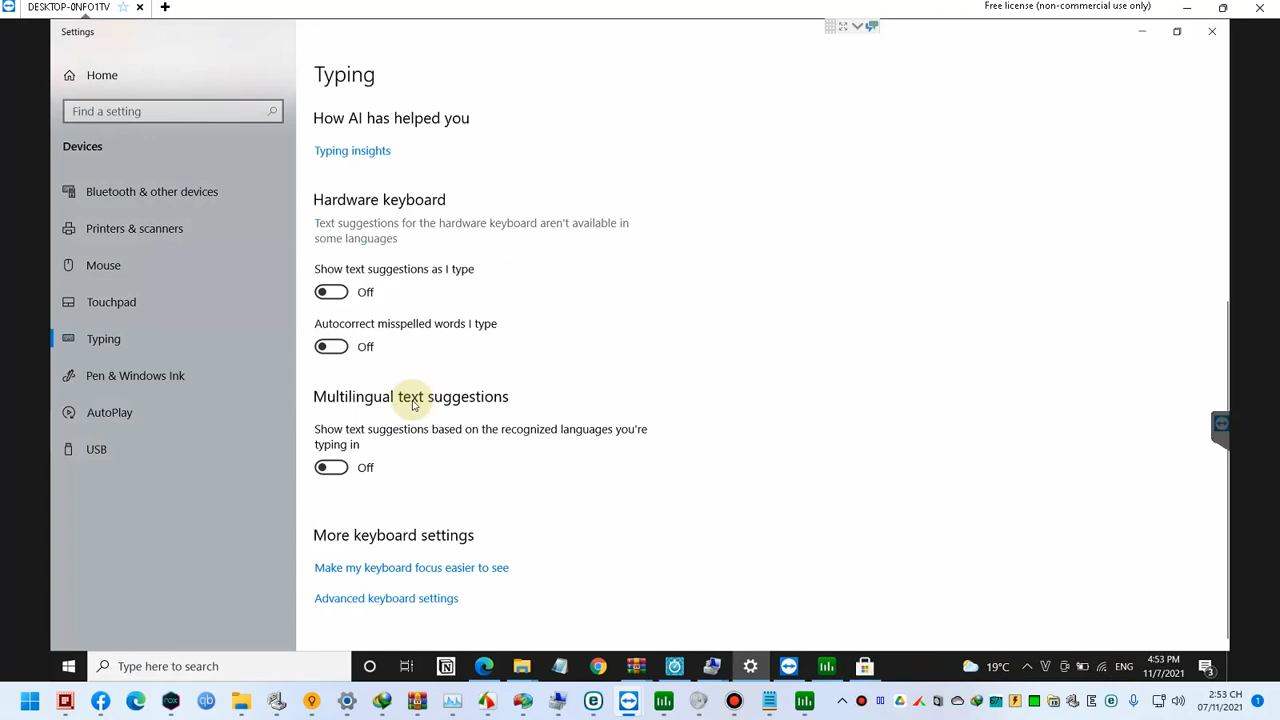 DESKTOP-0NFO1TV
Free license (non-commercial use only)
Settings
Home
Find a setting
Devices
Bluetooth & other devices
Printers & scanners
Mouse
Touchpad
Typing
Pen & Windows Ink
AutoPlay
USB
Typing
How AI has helped you
Typing insights
Hardware keyboard
Text suggestions for the hardware keyboard aren't available in
some languages
Show text suggestions as I type
Off
Autocorrect misspelled words I type
Off
Multilingual text suggestions
Show text suggestions based on the recognized languages you're
typing in
Off
More keyboard settings
Make my keyboard focus easier to see
Advanced keyboard settings
Type here to search
19°C
ENG
4:53 PM
11/7/2021
3
2:53 CH
07/11/2021
1